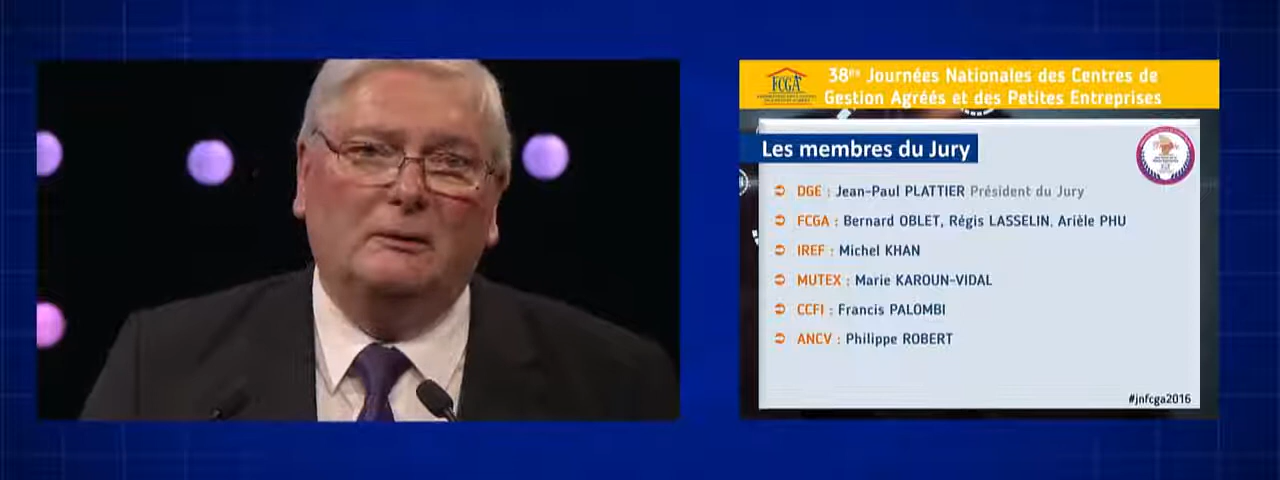 FCGA
38es Journées Nationales des Centres de
Gestion Agréés et des Petites Entreprises
Les membres du Jury
➲ DGE : Jean-Paul PLATTIER Président du Jury
➲ FCGA : Bernard OBLET, Régis LASSELIN, Arièle PHU
➲ IREF : Michel KHAN
➲ MUTEX : Marie KAROUN-VIDAL
➲ CCFI : Francis PALOMBI
➲ ANCV : Philippe ROBERT
#jnfcga2016